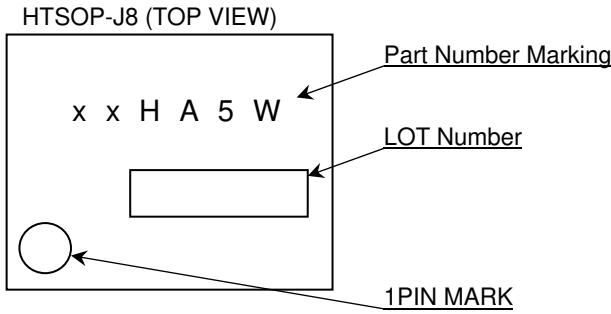 HTSOP-J8 (TOP VIEW)
Part Number Marking
x x H A 5 W
LOT Number
1PIN MARK